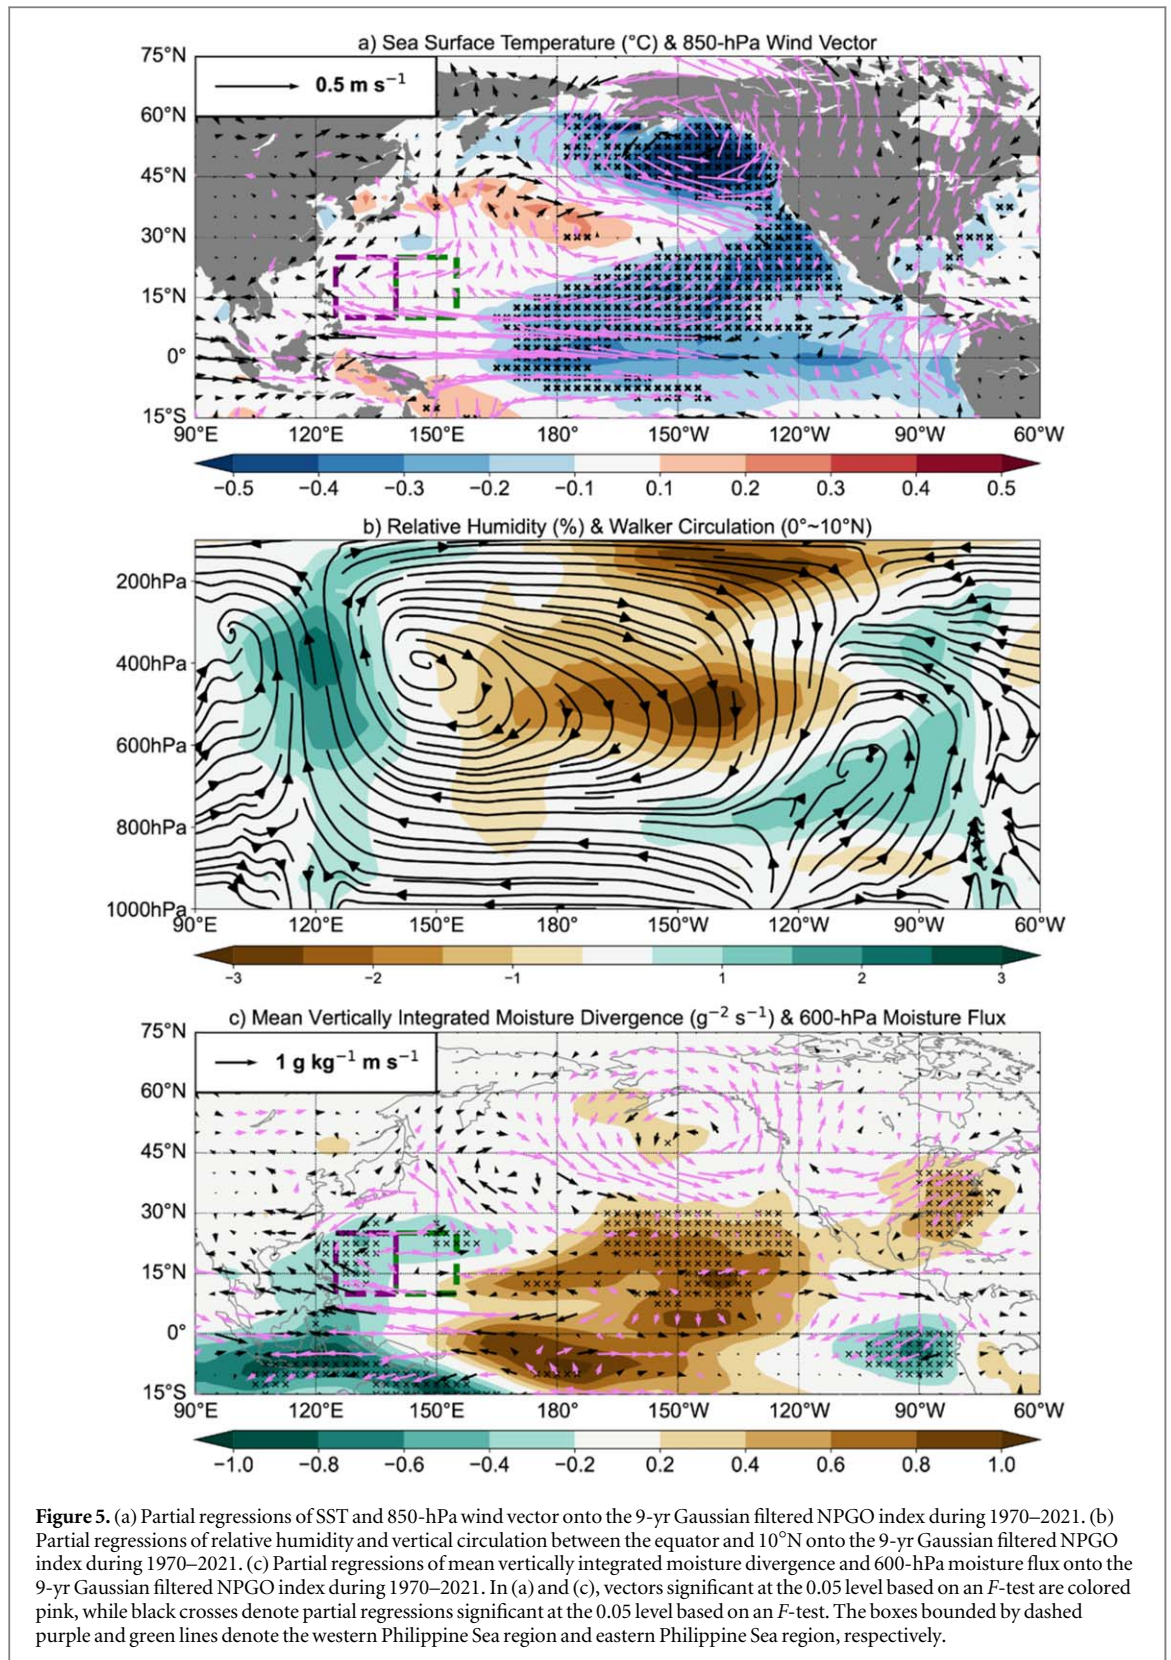 a) Sea Surface Temperature (°C) & 850-hPa Wind Vector
75°N
0.5 m s⁻¹
60°N
45°N
30°N
15°N
0°
15°S
90°E 120°E 150°E 180° 150°W 120°W 90°W 60°W
−0.5 −0.4 −0.3 −0.2 −0.1 0.1 0.2 0.3 0.4 0.5
b) Relative Humidity (%) & Walker Circulation (0°~10°N)
200hPa
400hPa
600hPa
800hPa
1000hPa
90°E 120°E 150°E 180° 150°W 120°W 90°W 60°W
−3 −2 −1 1 2 3
c) Mean Vertically Integrated Moisture Divergence (g⁻² s⁻¹) & 600-hPa Moisture Flux
75°N
1 g kg⁻¹ m s⁻¹
60°N
45°N
30°N
15°N
0°
15°S
90°E 120°E 150°E 180° 150°W 120°W 90°W 60°W
−1.0 −0.8 −0.6 −0.4 −0.2 0.2 0.4 0.6 0.8 1.0
Figure 5. (a) Partial regressions of SST and 850-hPa wind vector onto the 9-yr Gaussian filtered NPGO index during 1970–2021. (b)
Partial regressions of relative humidity and vertical circulation between the equator and 10°N onto the 9-yr Gaussian filtered NPGO
index during 1970–2021. (c) Partial regressions of mean vertically integrated moisture divergence and 600-hPa moisture flux onto the
9-yr Gaussian filtered NPGO index during 1970–2021. In (a) and (c), vectors significant at the 0.05 level based on an F-test are colored
pink, while black crosses denote partial regressions significant at the 0.05 level based on an F-test. The boxes bounded by dashed
purple and green lines denote the western Philippine Sea region and eastern Philippine Sea region, respectively.